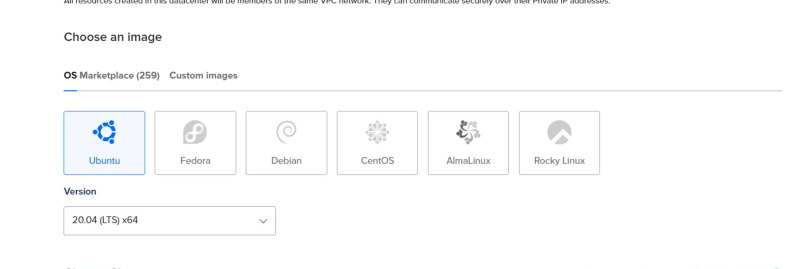 All resources created in this datacenter will be members of the same VPC network. They can communicate securely over their Private IP addresses.
Choose an image
OS Marketplace (259) Custom images
Ubuntu Fedora Debian CentOS AlmaLinux Rocky Linux
Version
20.04 (LTS) x64